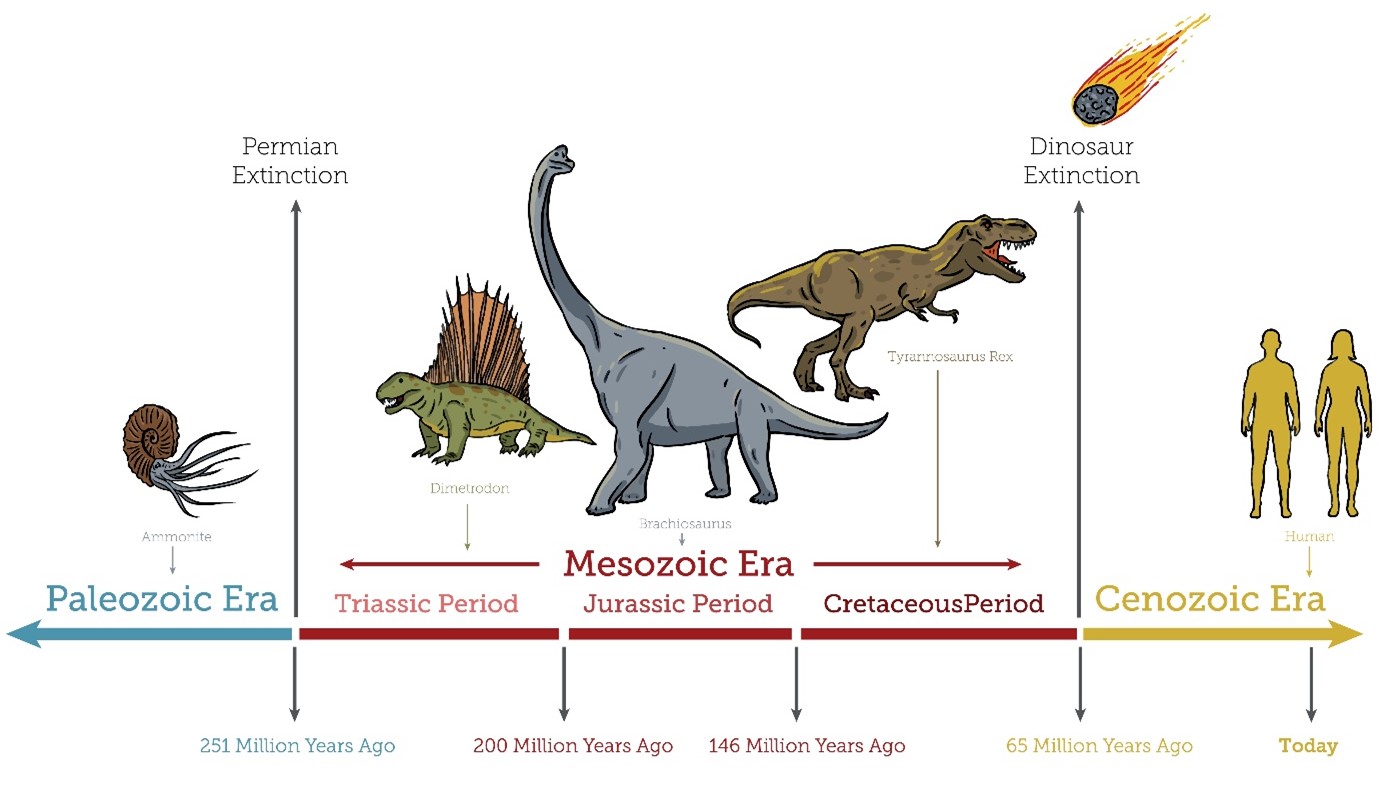 Permian
Extinction
Dinosaur
Extinction
Tyrannosaurus Rex
Dimetrodon
Brachiosaurus
Ammonite
Human
Mesozoic Era
Paleozoic Era
Triassic Period
Jurassic Period
CretaceousPeriod
Cenozoic Era
251 Million Years Ago
200 Million Years Ago
146 Million Years Ago
65 Million Years Ago
Today